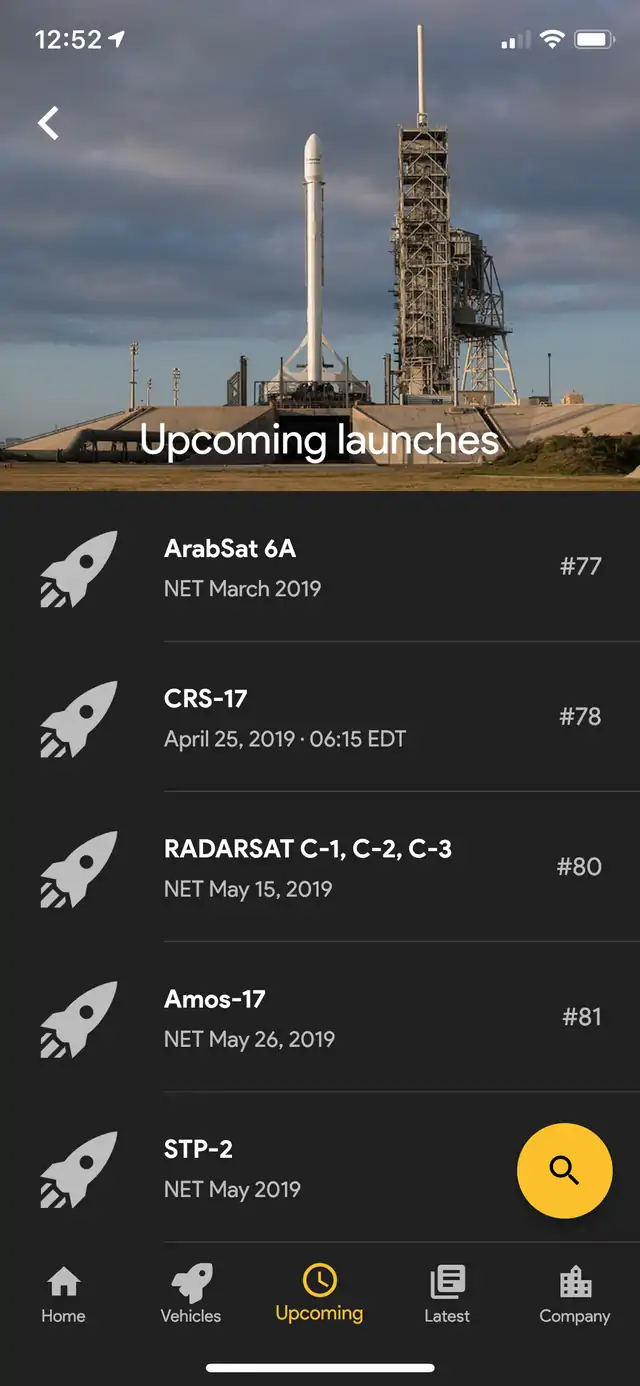 12:52
Upcoming launches
ArabSat 6A
NET March 2019
#77
CRS-17
April 25, 2019 · 06:15 EDT
#78
RADARSAT C-1, C-2, C-3
NET May 15, 2019
#80
Amos-17
NET May 26, 2019
#81
STP-2
NET May 2019
Home
Vehicles
Upcoming
Latest
Company